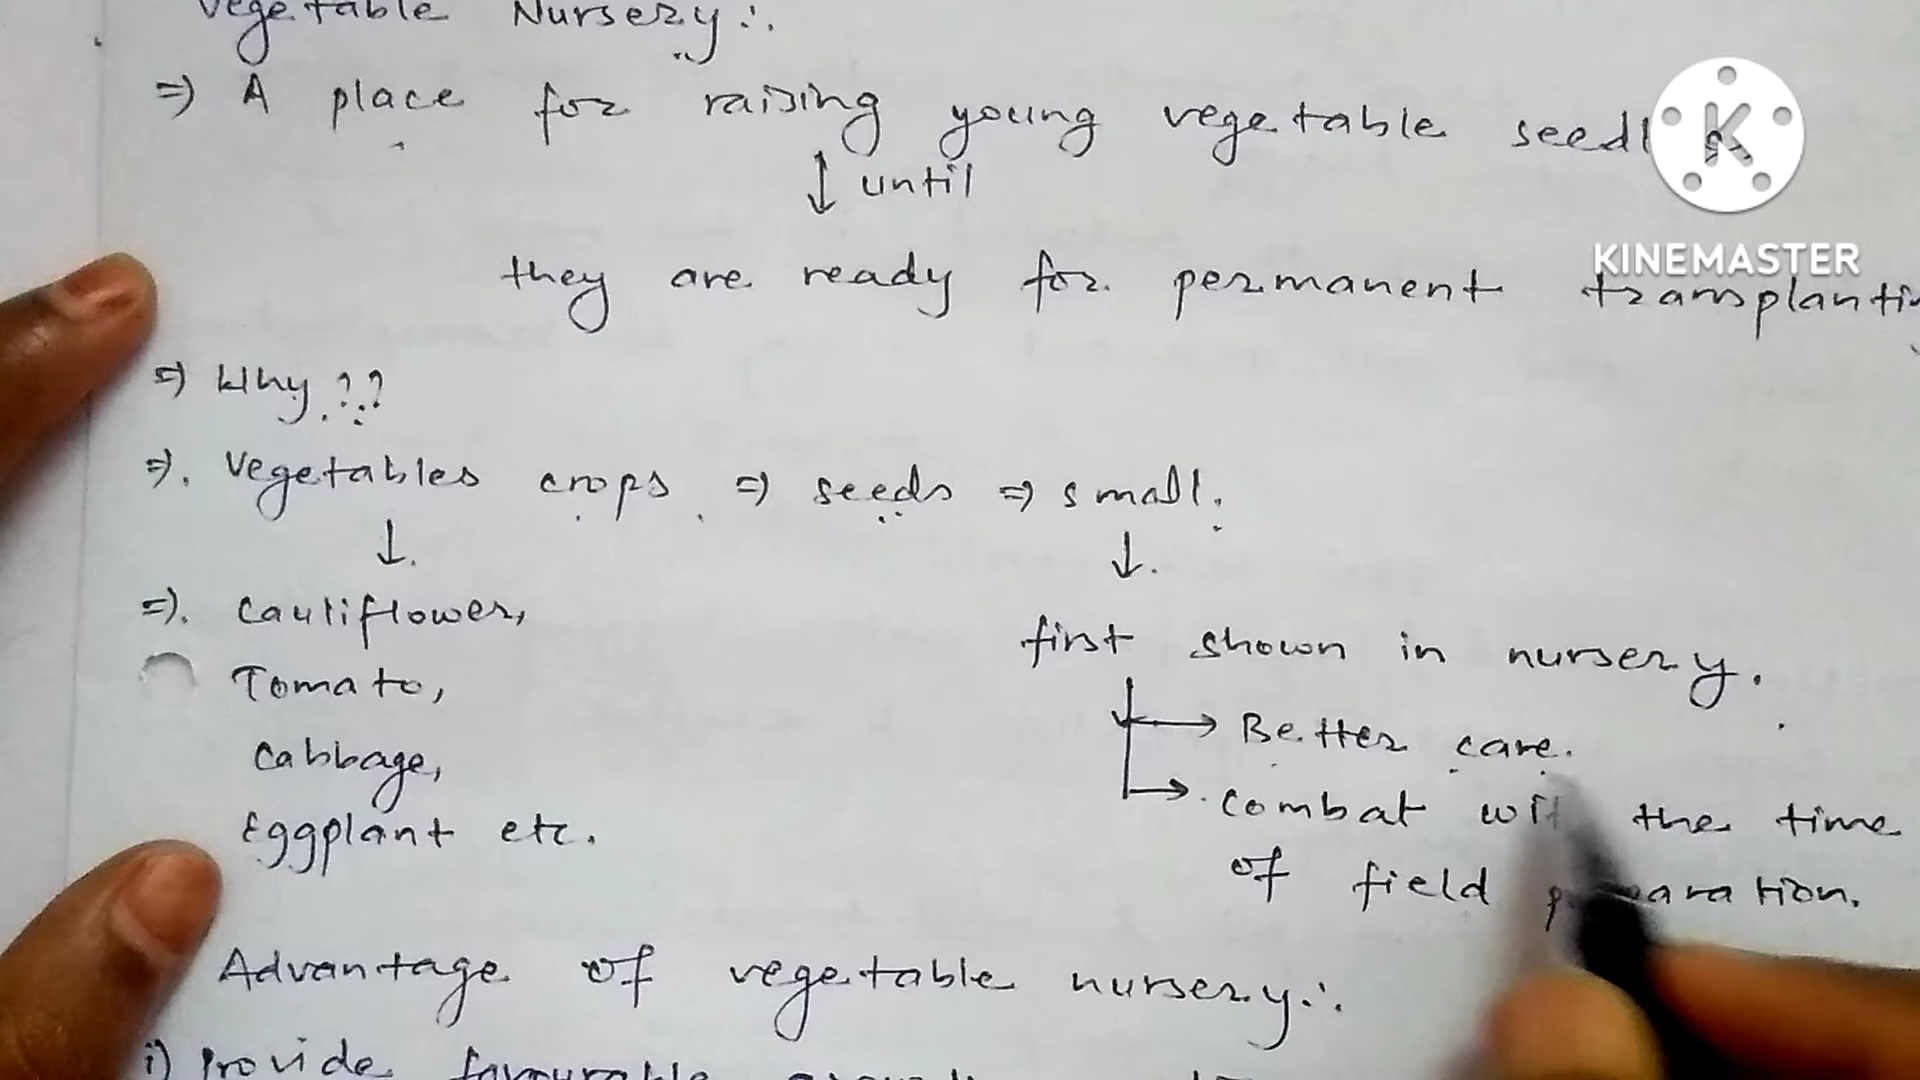 Vegetable Nursery:
=> A place for raising young vegetable
until
they are ready for permanent
=> Why ??
=>. Vegetables crops => seeds => small.
=>. Cauliflower,
Tomato,
Cabbage,
Eggplant etc.
first shown in nursery.
Better care.
Combat the time
of field
Advantage of vegetable nursery:
i) Provide favourable
K
KINEMASTER